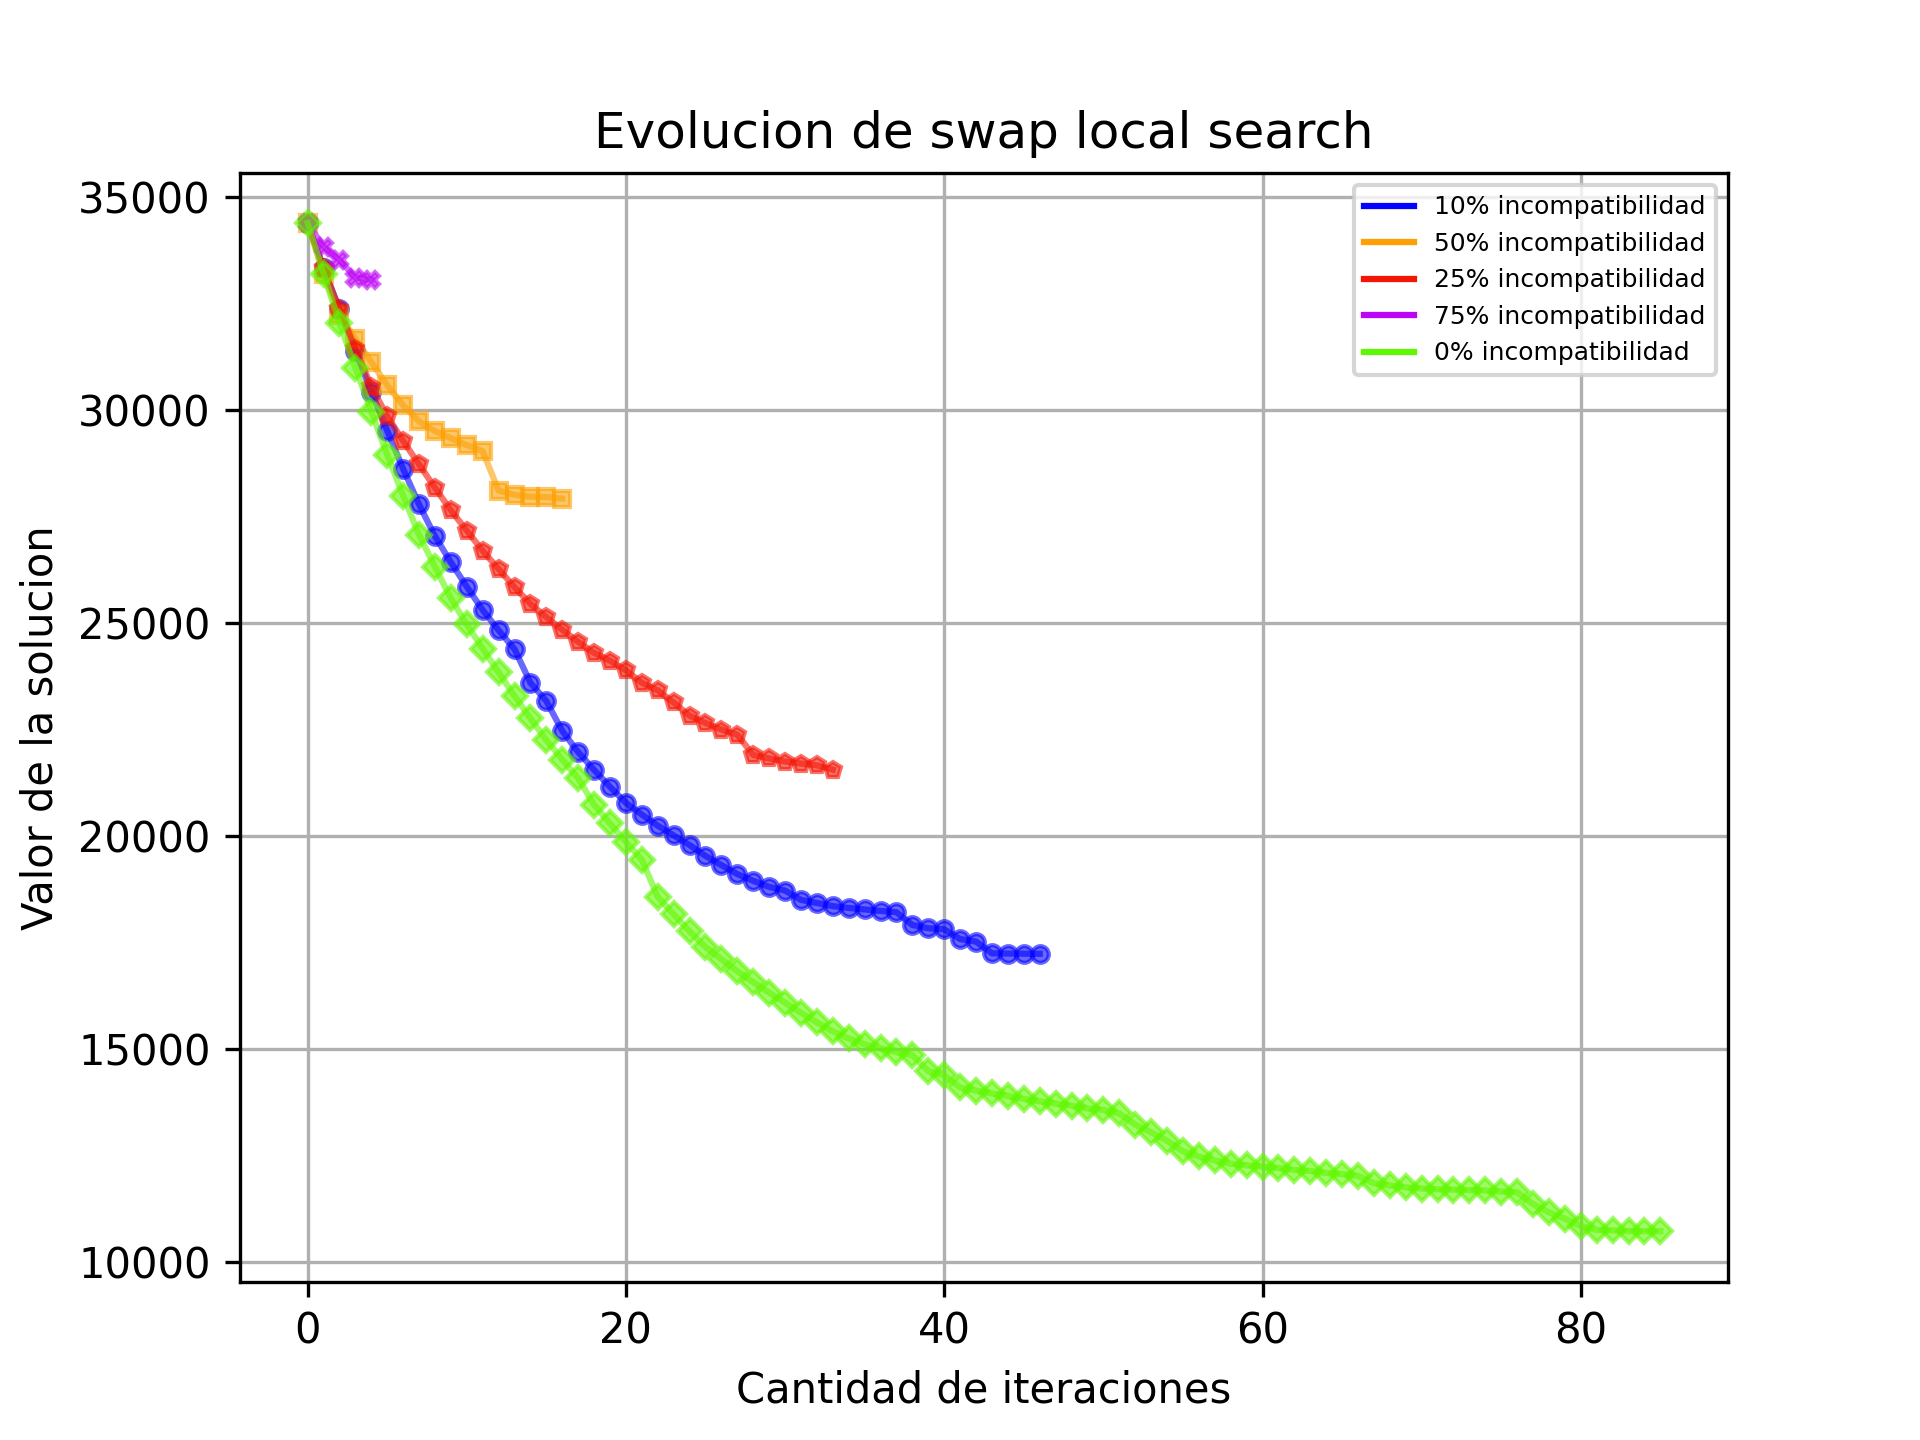 Evolucion de swap local search
35000
30000
25000
20000
15000
10000
Valor de la solucion
0 20 40 60 80
Cantidad de iteraciones
10% incompatibilidad
50% incompatibilidad
25% incompatibilidad
75% incompatibilidad
0% incompatibilidad